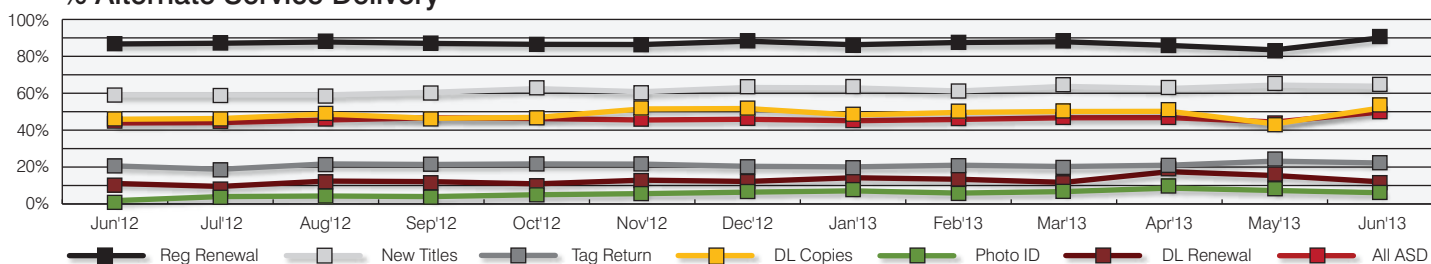 % Alternate Service Delivery
100%
80%
60%
40%
20%
0%
Jun'12 Jul'12 Aug'12 Sep'12 Oct'12 Nov'12 Dec'12 Jan'13 Feb'13 Mar'13 Apr'13 May'13 Jun'13
Reg Renewal New Titles Tag Return DL Copies Photo ID DL Renewal All ASD